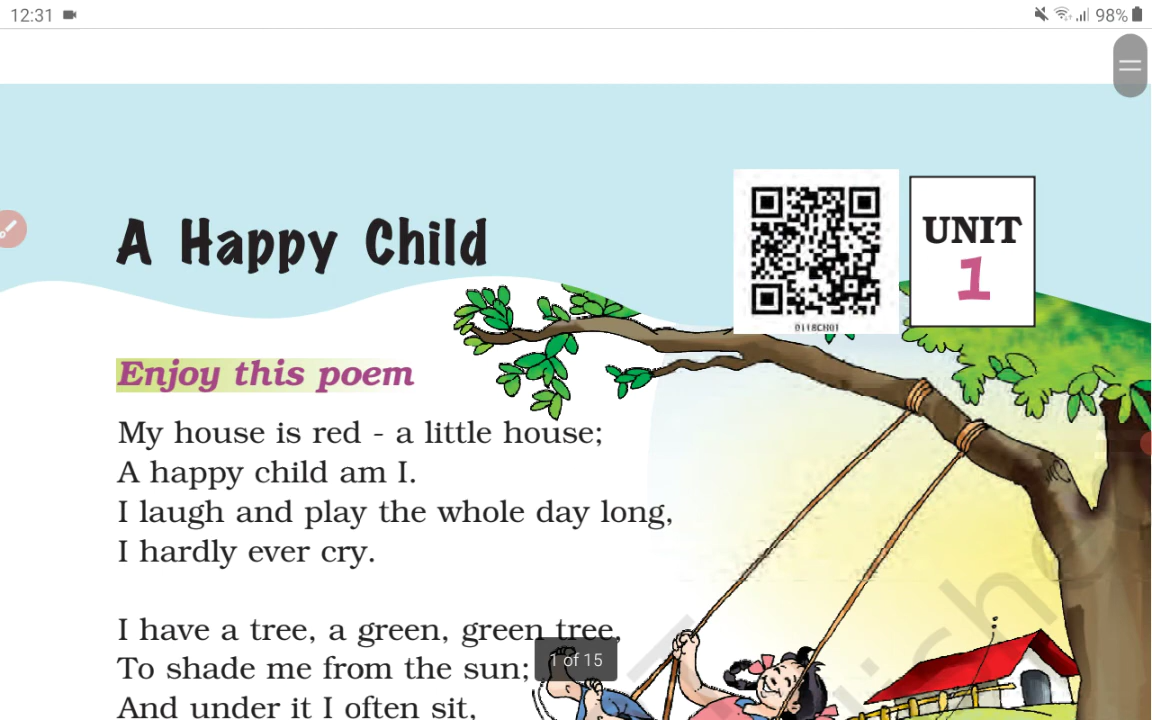 12:31
98%
A Happy Child
0118CH01
UNIT
1
Enjoy this poem
My house is red - a little house;
A happy child am I.
I laugh and play the whole day long,
I hardly ever cry.
I have a tree, a green, green tree,
To shade me from the sun;
1 of 15
And under it I often sit,